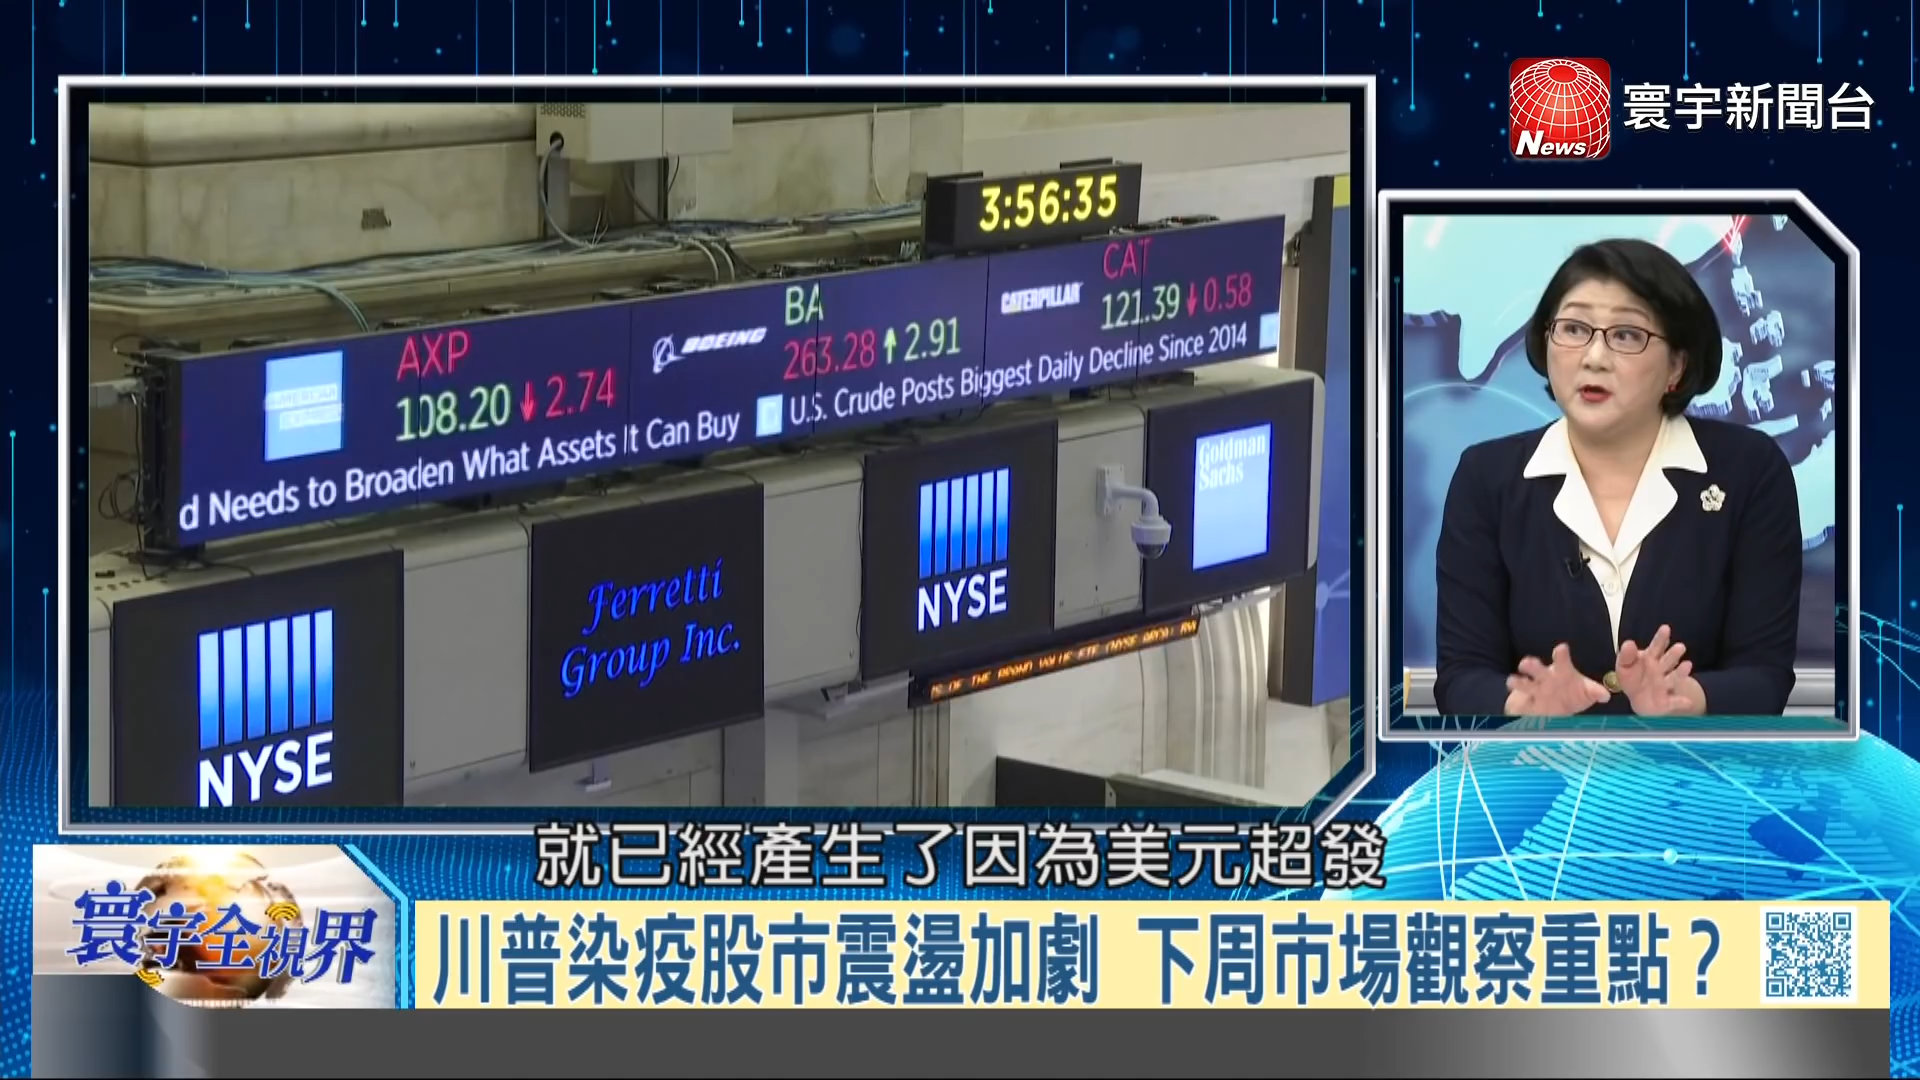 News
寰宇新聞台
3:56:35
AXP
108.20 ↓2.74
BOEING
BA
263.28 ↑2.91
CATERPILLAR
CAT
121.39 ↓0.58
d Needs to Broaden What Assets It Can Buy
U.S. Crude Posts Biggest Daily Decline Since 2014
NYSE
Ferretti
Group Inc.
NYSE
Goldman
Sachs
就已經產生了因為美元超發
寰宇全視界
川普染疫股市震盪加劇 下周市場觀察重點？